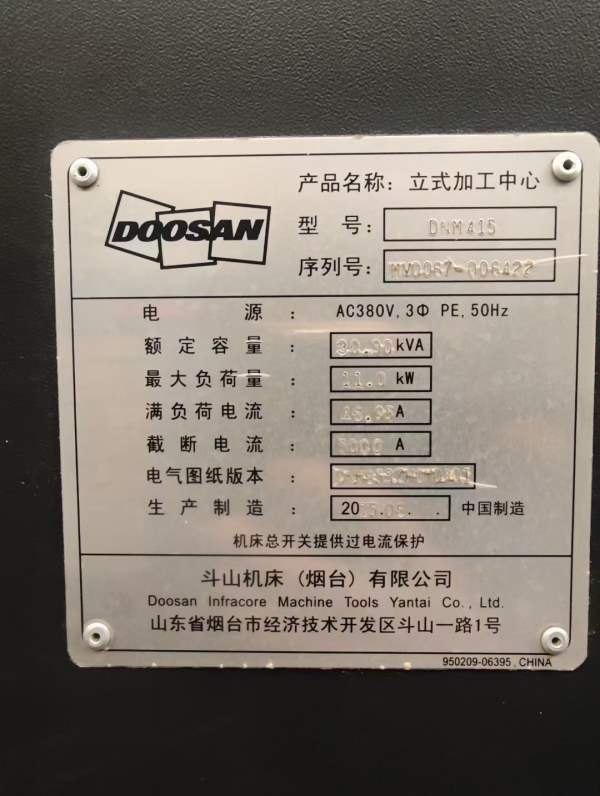 DOOSAN
产品名称: 立式加工中心
型 号: DNM415
序列号: MV0067-006422
电 源 : AC380V, 3Φ PE, 50Hz
额定容量 : kVA
最大负荷量 : 11.0 kW
满负荷电流 : A
截断电流 : A
电气图纸版本 :
生产制造 : 20 . . . 中国制造
机床总开关提供过电流保护
斗山机床 (烟台) 有限公司
Doosan Infracore Machine Tools Yantai Co., Ltd.
山东省烟台市经济技术开发区斗山一路1号
950209-06395, CHINA